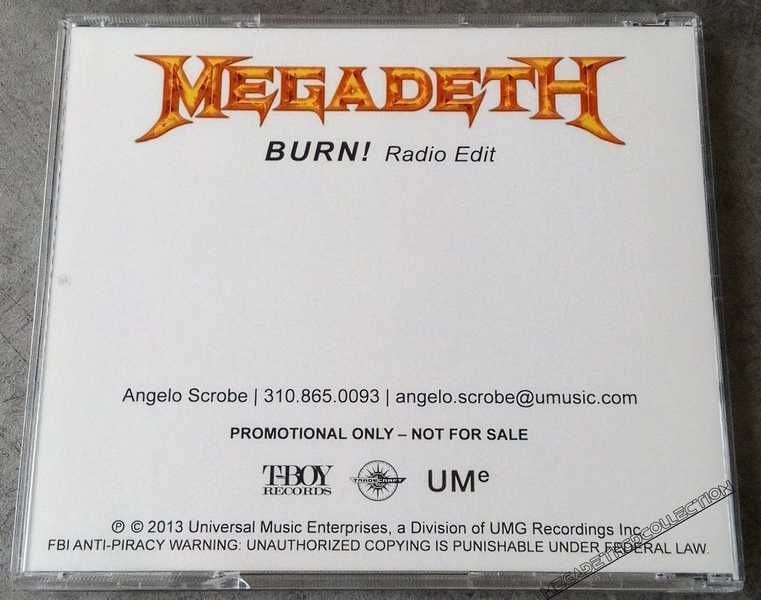 MEGADETH
BURN! Radio Edit
Angelo Scrobe | 310.865.0093 | angelo.scrobe@umusic.com
PROMOTIONAL ONLY – NOT FOR SALE
T-BOY RECORDS TRADECRAFT UMe
℗ © 2013 Universal Music Enterprises, a Division of UMG Recordings Inc.
FBI ANTI-PIRACY WARNING: UNAUTHORIZED COPYING IS PUNISHABLE UNDER FEDERAL LAW.
MEGADETHCDCOLLECTION